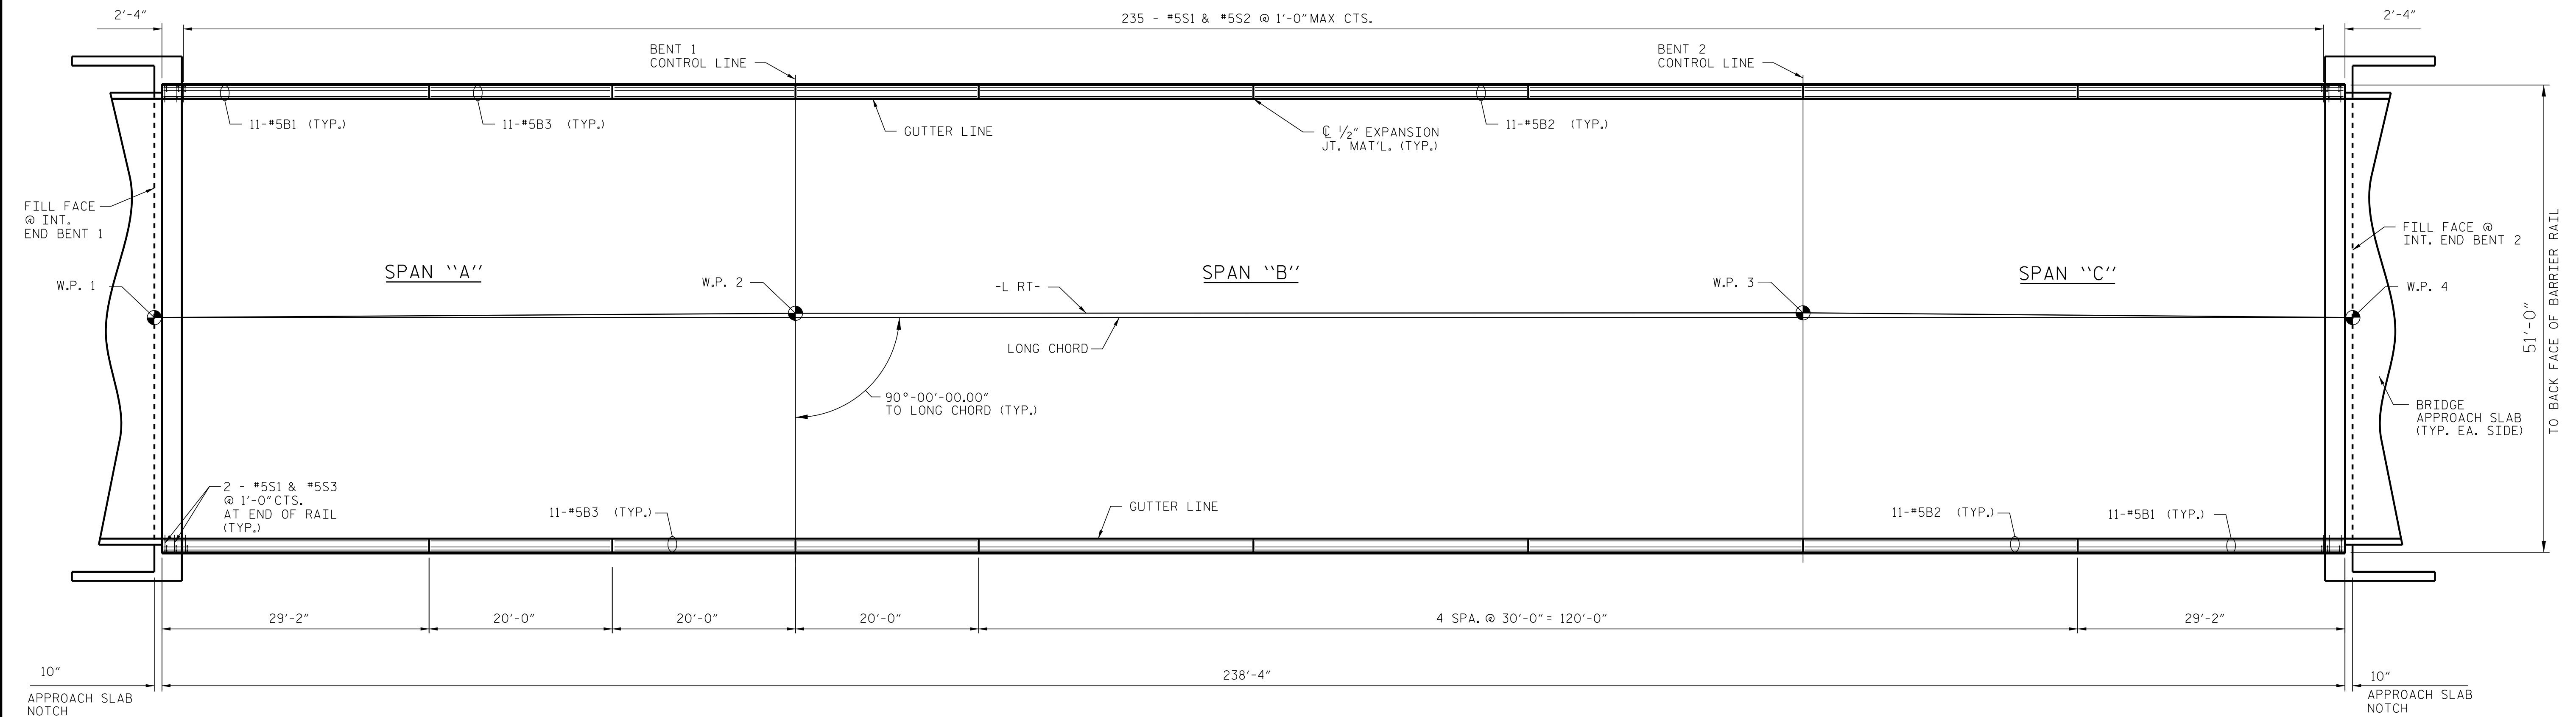 2'-4"
235 - #5S1 & #5S2 @ 1'-0" MAX CTS.
2'-4"
BENT 1
CONTROL LINE
BENT 2
CONTROL LINE
11-#5B1 (TYP.)
11-#5B3 (TYP.)
GUTTER LINE
℄ 1/2" EXPANSION
JT. MAT'L. (TYP.)
11-#5B2 (TYP.)
FILL FACE
@ INT.
END BENT 1
FILL FACE @
INT. END BENT 2
SPAN ``A''
SPAN ``B''
SPAN ``C''
W.P. 1
W.P. 2
-L RT-
W.P. 3
W.P. 4
LONG CHORD
51'-0"
TO BACK FACE OF BARRIER RAIL
90°-00'-00.00"
TO LONG CHORD (TYP.)
BRIDGE
APPROACH SLAB
(TYP. EA. SIDE)
2 - #5S1 & #5S3
@ 1'-0" CTS.
AT END OF RAIL
(TYP.)
11-#5B3 (TYP.)
GUTTER LINE
11-#5B2 (TYP.)
11-#5B1 (TYP.)
29'-2"
20'-0"
20'-0"
20'-0"
4 SPA. @ 30'-0" = 120'-0"
29'-2"
10"
APPROACH SLAB
NOTCH
238'-4"
10"
APPROACH SLAB
NOTCH